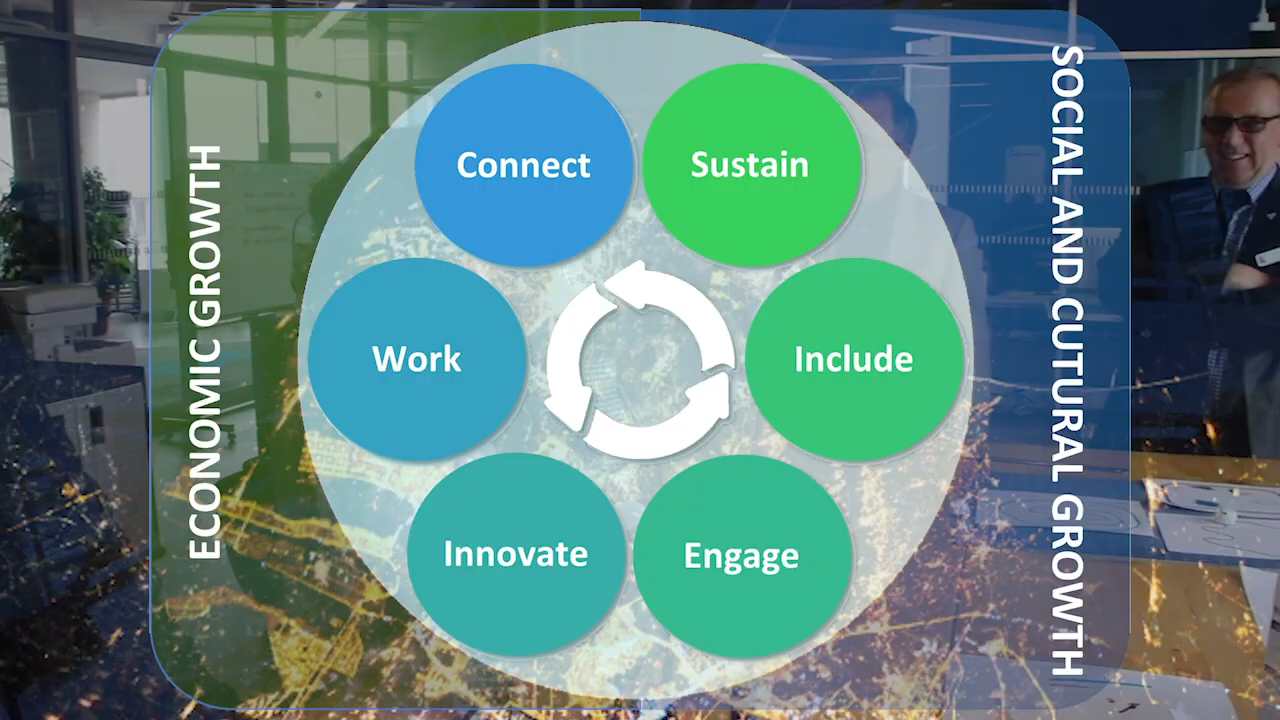 ECONOMIC GROWTH
Connect
Sustain
Work
Include
Innovate
Engage
SOCIAL AND CUTURAL GROWTH